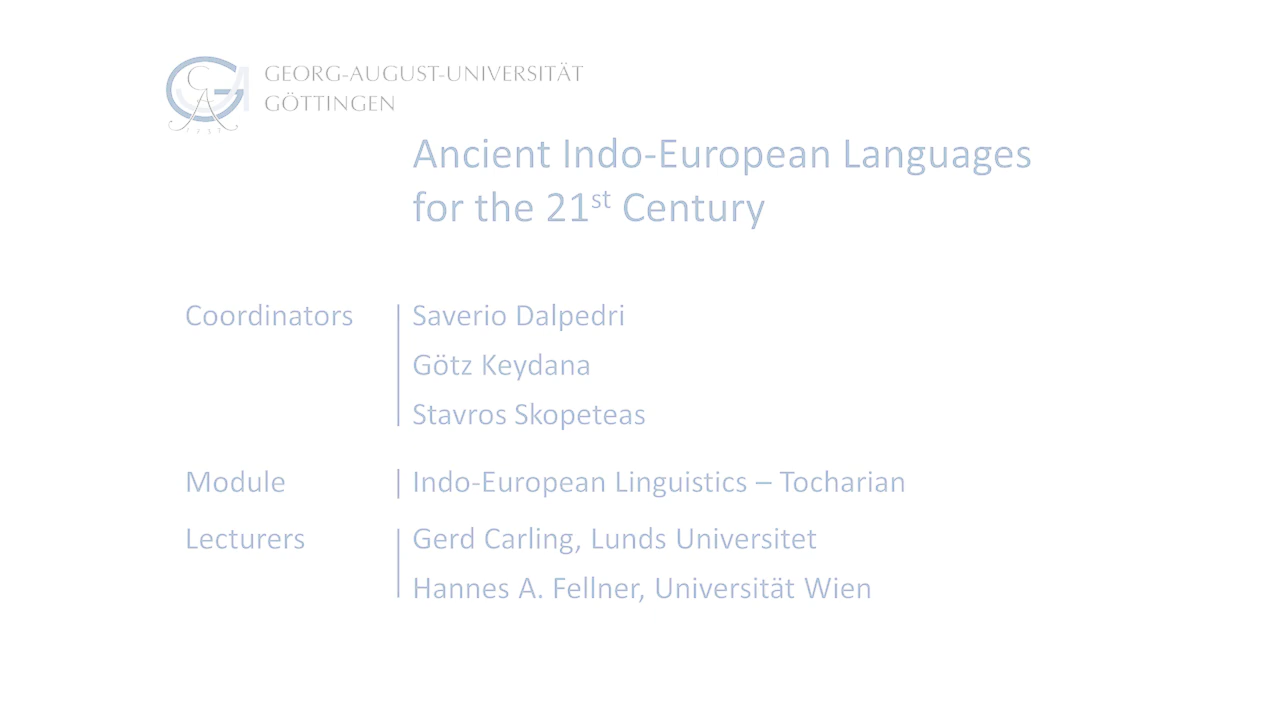 GEORG-AUGUST-UNIVERSITÄT
GÖTTINGEN
Ancient Indo-European Languages
for the 21st Century
Coordinators
Saverio Dalpedri
Götz Keydana
Stavros Skopeteas
Module
Indo-European Linguistics – Tocharian
Lecturers
Gerd Carling, Lunds Universitet
Hannes A. Fellner, Universität Wien